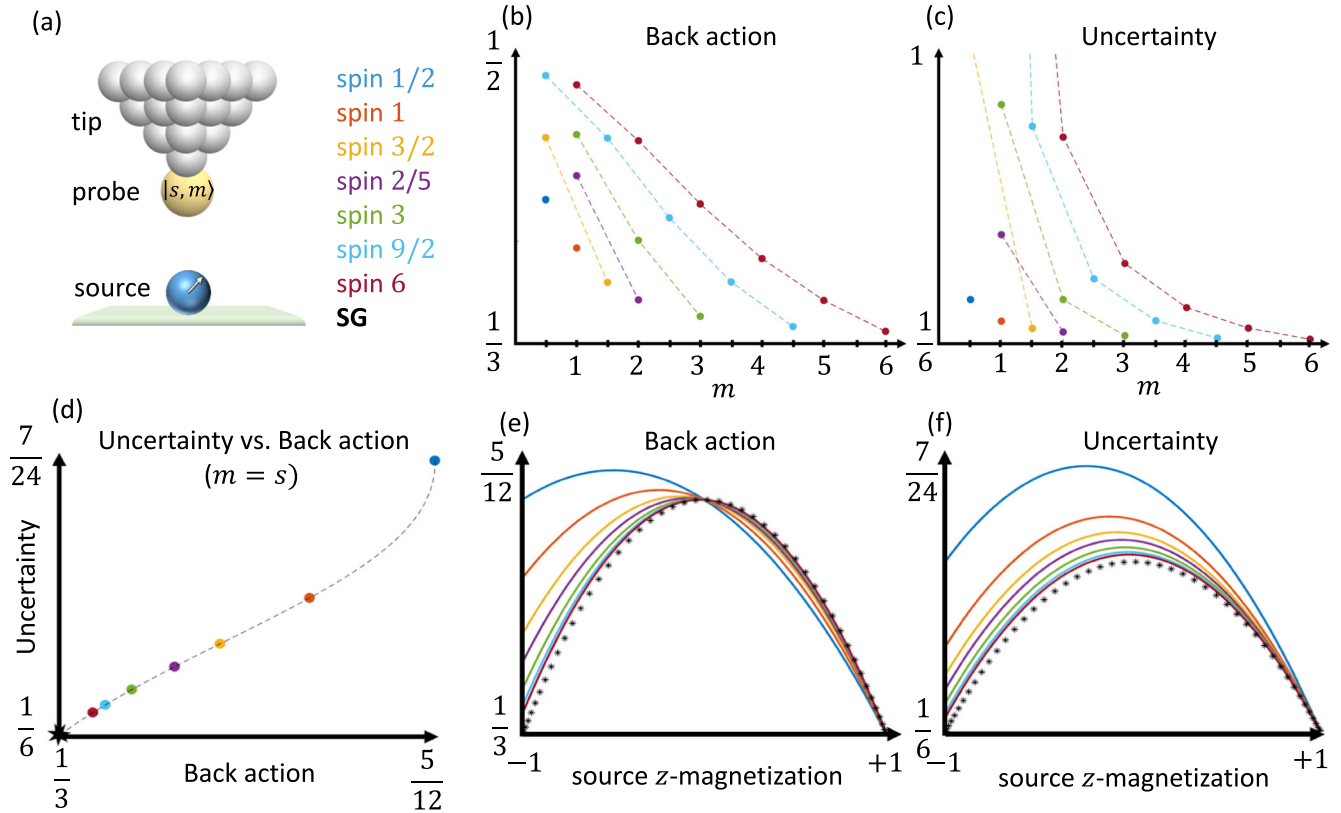 (a)
tip
probe
|s, m⟩
source
spin 1/2
spin 1
spin 3/2
spin 2/5
spin 3
spin 9/2
spin 6
SG
(b)
Back action
1/2
1/3
1 2 3 4 5 6
m
(c)
Uncertainty
1
1/6
1 2 3 4 5 6
m
(d)
Uncertainty vs. Back action
(m = s)
7/24
Uncertainty
1/6
1/3
Back action
5/12
(e)
Back action
5/12
1/3
−1
source z-magnetization
+1
(f)
Uncertainty
7/24
1/6
−1
source z-magnetization
+1